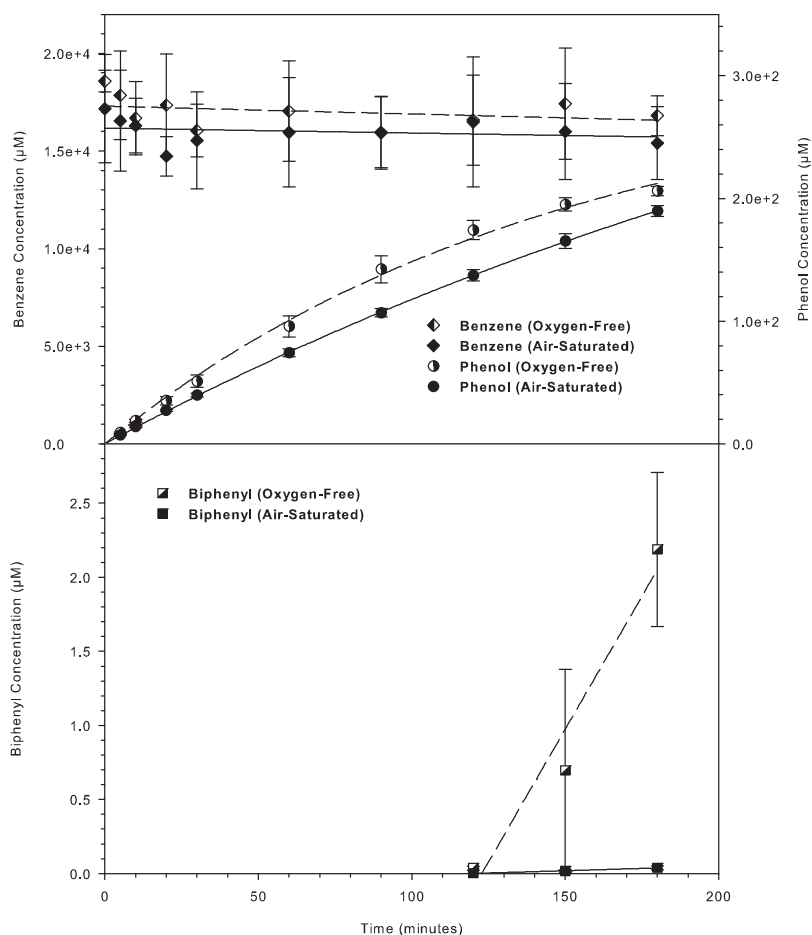 2.0e+4
1.5e+4
1.0e+4
5.0e+3
0.0
Benzene Concentration (µM)
3.0e+2
2.0e+2
1.0e+2
0.0
Phenol Concentration (µM)
Benzene (Oxygen-Free)
Benzene (Air-Saturated)
Phenol (Oxygen-Free)
Phenol (Air-Saturated)
Biphenyl (Oxygen-Free)
Biphenyl (Air-Saturated)
2.5
2.0
1.5
1.0
0.5
0.0
Biphenyl Concentration (µM)
0 50 100 150 200
Time (minutes)